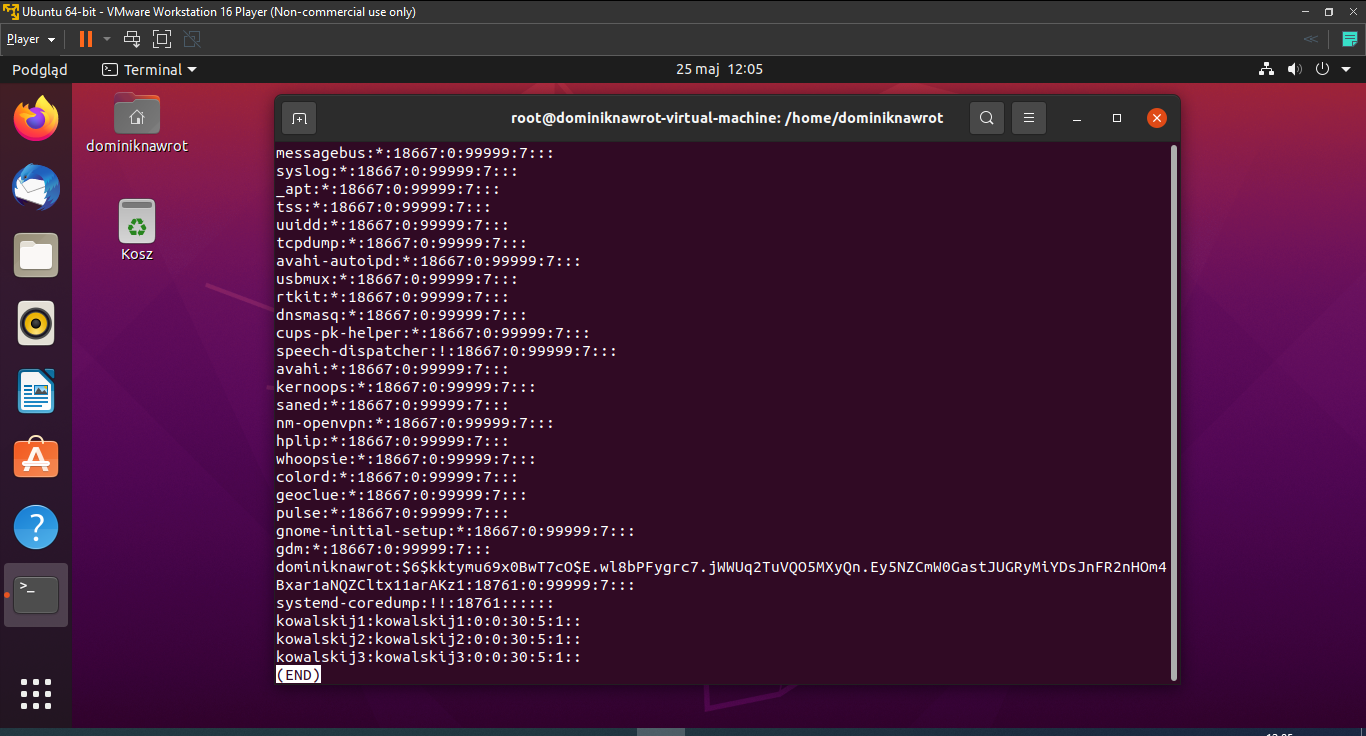 Ubuntu 64-bit - VMware Workstation 16 Player (Non-commercial use only)
Player
Podgląd
Terminal
25 maj 12:05
dominiknawrot
Kosz
root@dominiknawrot-virtual-machine: /home/dominiknawrot
messagebus:*:18667:0:99999:7:::
syslog:*:18667:0:99999:7:::
_apt:*:18667:0:99999:7:::
tss:*:18667:0:99999:7:::
uuidd:*:18667:0:99999:7:::
tcpdump:*:18667:0:99999:7:::
avahi-autoipd:*:18667:0:99999:7:::
usbmux:*:18667:0:99999:7:::
rtkit:*:18667:0:99999:7:::
dnsmasq:*:18667:0:99999:7:::
cups-pk-helper:*:18667:0:99999:7:::
speech-dispatcher:!:18667:0:99999:7:::
avahi:*:18667:0:99999:7:::
kernoops:*:18667:0:99999:7:::
saned:*:18667:0:99999:7:::
nm-openvpn:*:18667:0:99999:7:::
hplip:*:18667:0:99999:7:::
whoopsie:*:18667:0:99999:7:::
colord:*:18667:0:99999:7:::
geoclue:*:18667:0:99999:7:::
pulse:*:18667:0:99999:7:::
gnome-initial-setup:*:18667:0:99999:7:::
gdm:*:18667:0:99999:7:::
dominiknawrot:$6$kktymu69x0BwT7cO$E.wl8bPFygrc7.jWWUq2TuVQO5MXyQn.Ey5NZCmW0GastJUGRyMiYDsJnFR2nHOm4
Bxar1aNQZCltx11arAKz1:18761:0:99999:7:::
systemd-coredump:!!:18761::::::
kowalskij1:kowalskij1:0:0:30:5:1::
kowalskij2:kowalskij2:0:0:30:5:1::
kowalskij3:kowalskij3:0:0:30:5:1::
(END)